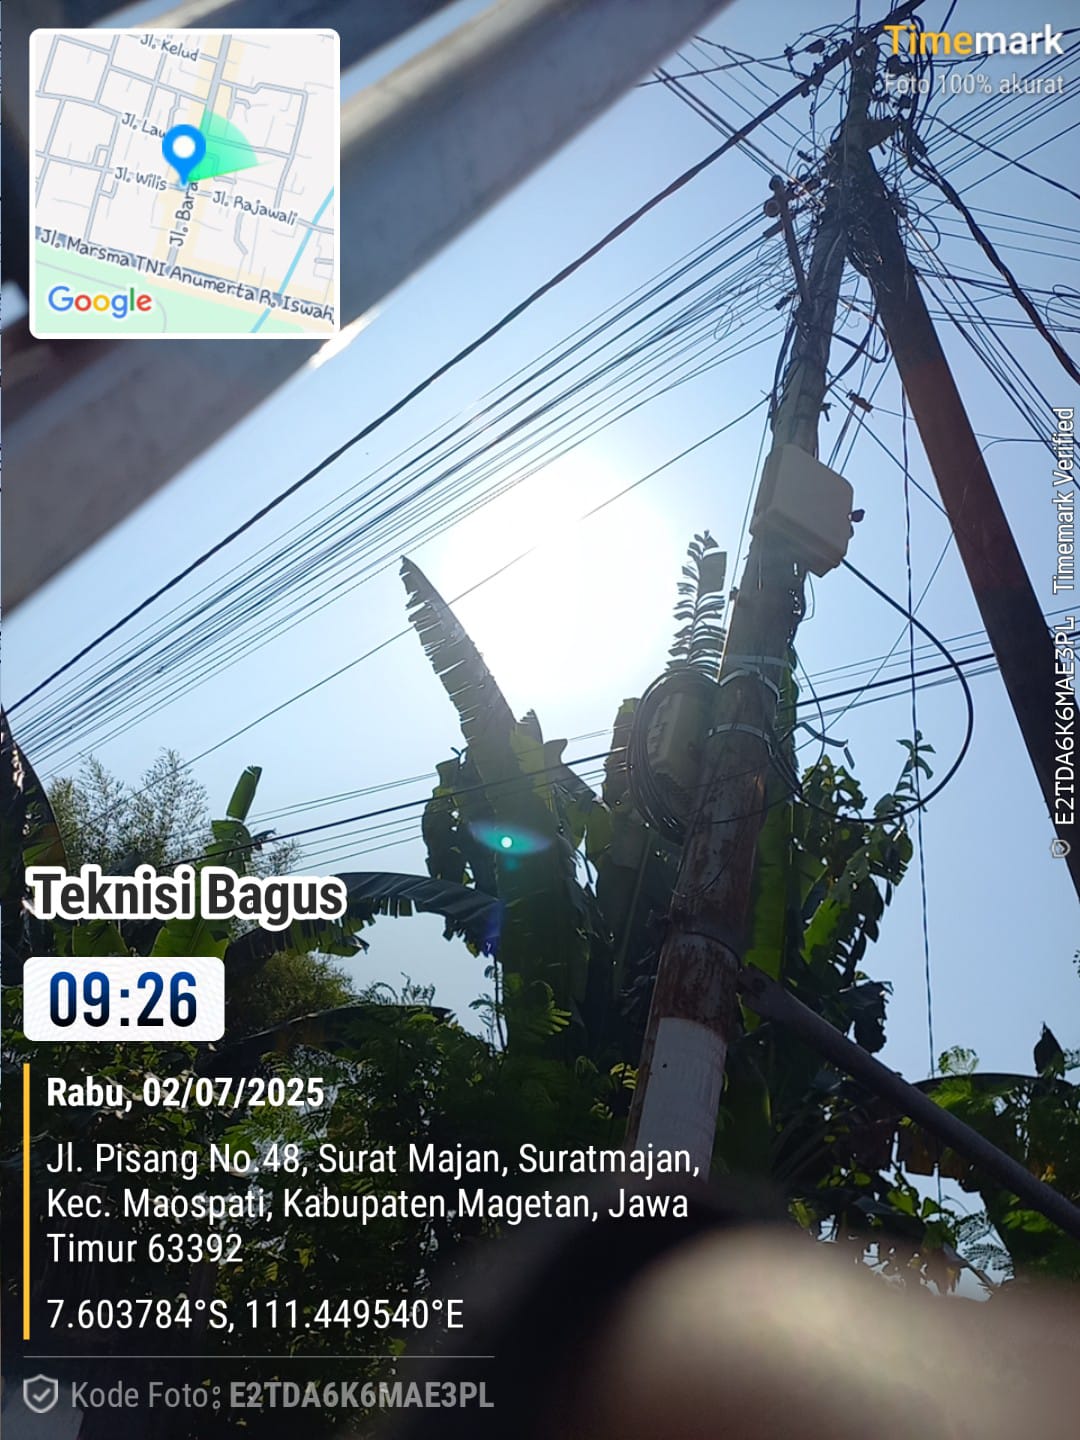 Jl. Kelud
Jl. Law
Jl. Wilis
Jl. Rajawali
Jl. Bar
Jl. Marsma TNI Anumerta R. Iswah
Google
Timemark
Foto 100% akurat
E2TDA6K6MAE3PL Timemark Verified
Teknisi Bagus
09:26
Rabu, 02/07/2025
Jl. Pisang No.48, Surat Majan, Suratmajan,
Kec. Maospati, Kabupaten Magetan, Jawa
Timur 63392
7.603784°S, 111.449540°E
Kode Foto: E2TDA6K6MAE3PL